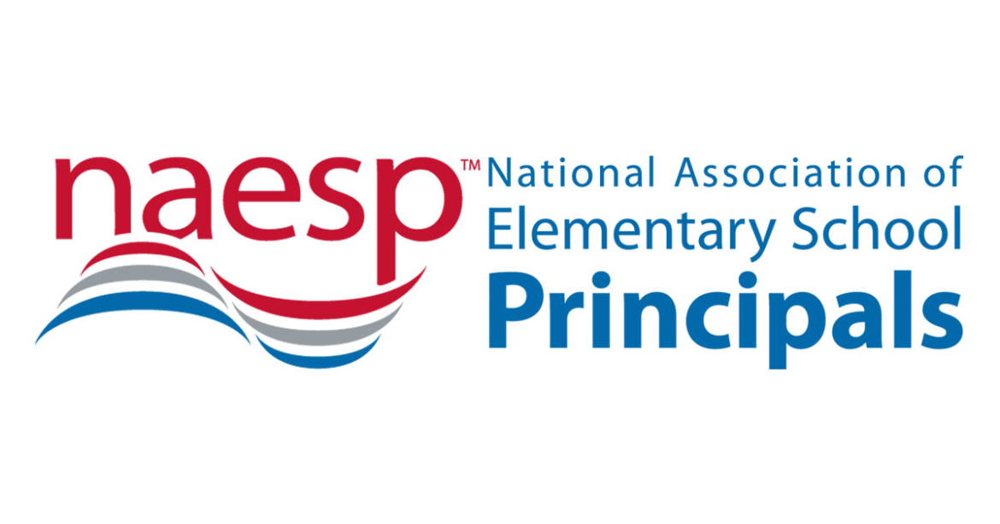 naesp™
National Association of
Elementary School
Principals